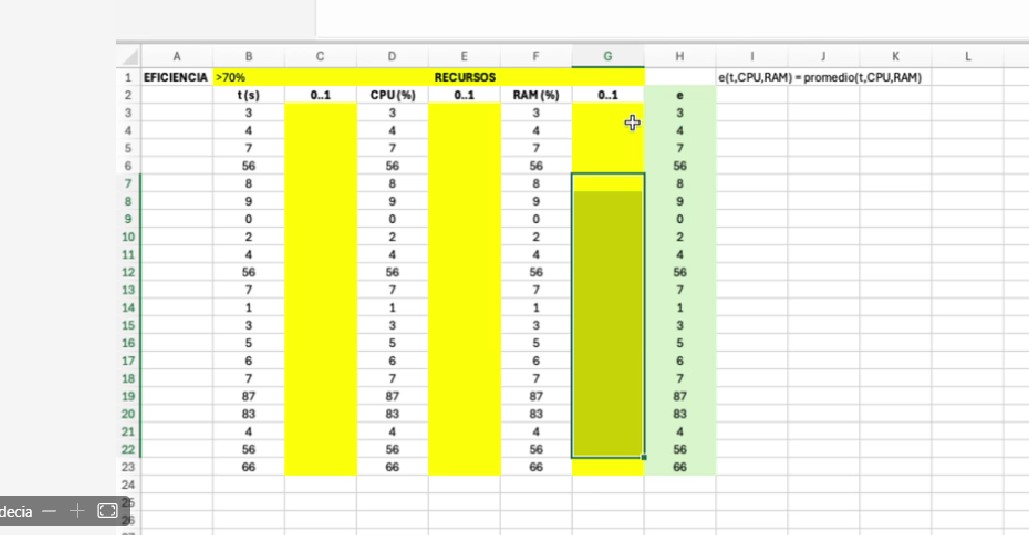 A B C D E F G H I J K L
1 EFICIENCIA >70% RECURSOS e(t,CPU,RAM) = promedio(t,CPU,RAM)
2 t(s) 0..1 CPU(%) 0..1 RAM(%) 0..1 e
3 3 3 3 3
4 4 4 4 4
5 7 7 7 7
6 56 56 56 56
7 8 8 8 8
8 9 9 9 9
9 0 0 0 0
10 2 2 2 2
11 4 4 4 4
12 56 56 56 56
13 7 7 7 7
14 1 1 1 1
15 3 3 3 3
16 5 5 5 5
17 6 6 6 6
18 7 7 7 7
19 87 87 87 87
20 83 83 83 83
21 4 4 4 4
22 56 56 56 56
23 66 66 66 66
24
25
decia
26